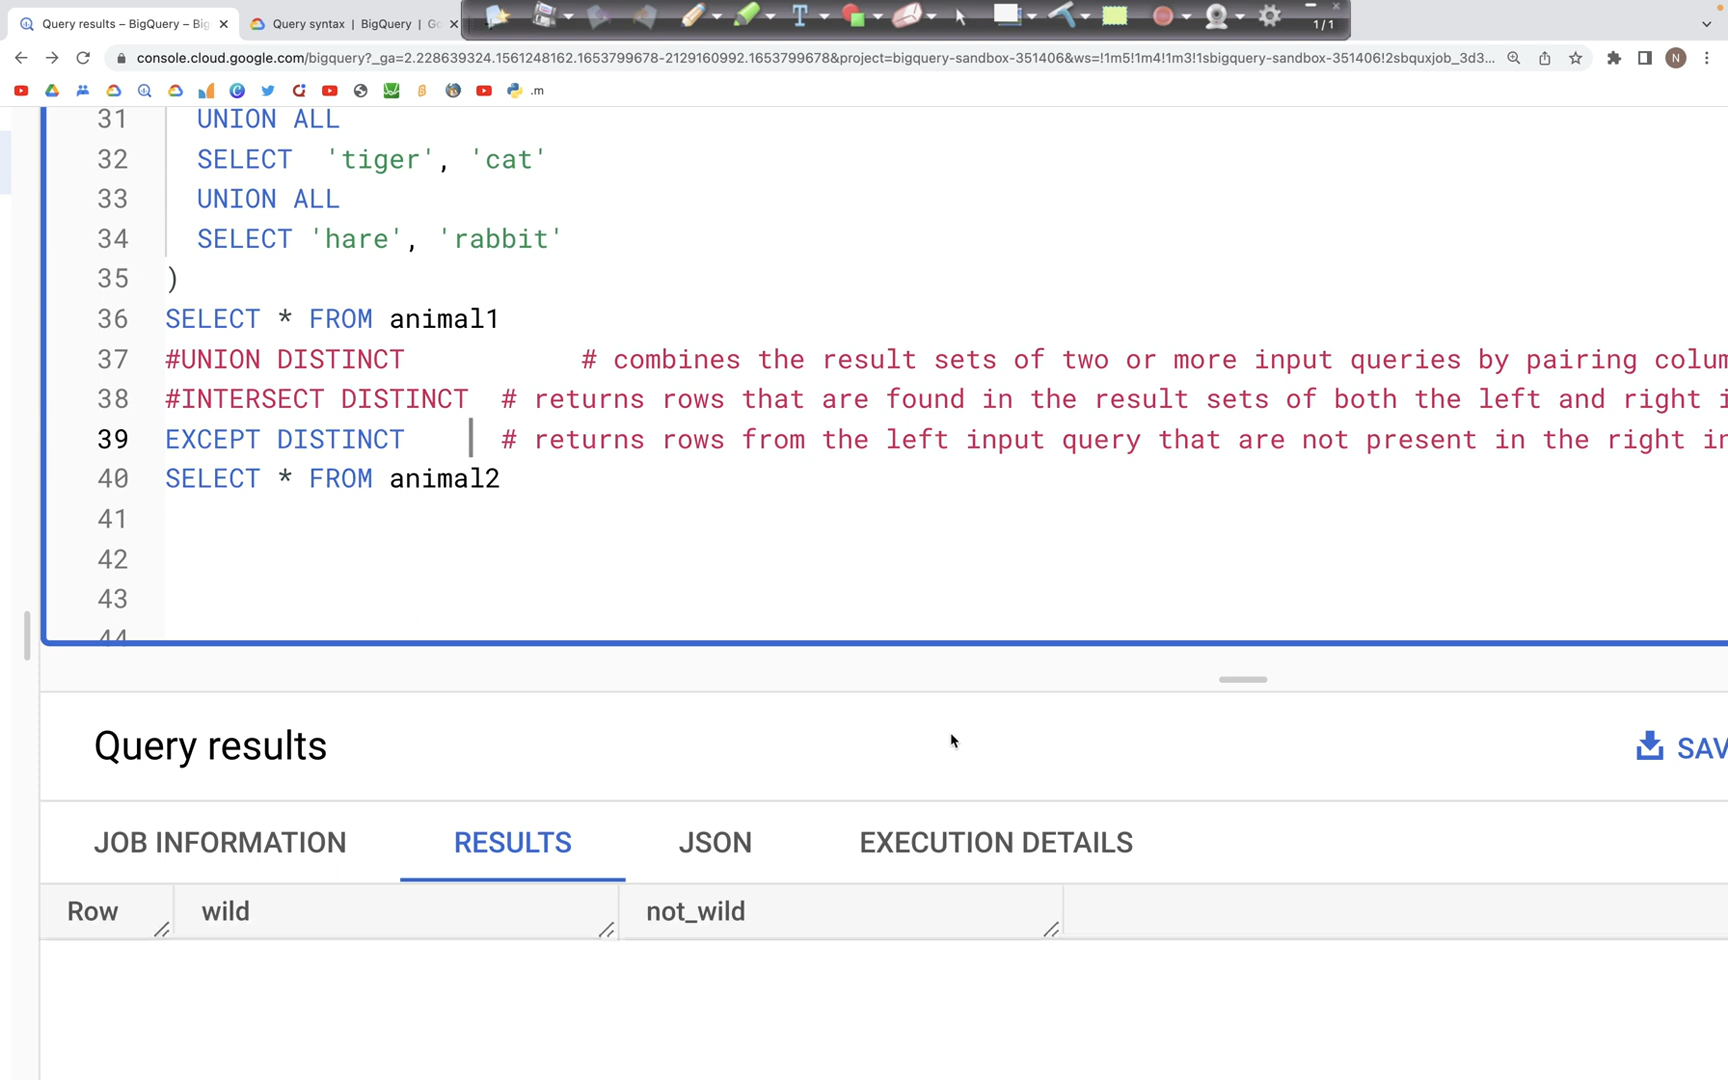 Query results – BigQuery – Big
Query syntax | BigQuery | Go
1/1
console.cloud.google.com/bigquery?_ga=2.228639324.1561248162.1653799678-2129160992.1653799678&project=bigquery-sandbox-351406&ws=!1m5!1m4!1m3!1sbigquery-sandbox-351406!2sbquxjob_3d3...
N
.m
31 UNION ALL
32 SELECT 'tiger', 'cat'
33 UNION ALL
34 SELECT 'hare', 'rabbit'
35 )
36 SELECT * FROM animal1
37 #UNION DISTINCT # combines the result sets of two or more input queries by pairing colum
38 #INTERSECT DISTINCT # returns rows that are found in the result sets of both the left and right i
39 EXCEPT DISTINCT # returns rows from the left input query that are not present in the right in
40 SELECT * FROM animal2
41
42
43
44
Query results
SAV
JOB INFORMATION RESULTS JSON EXECUTION DETAILS
Row wild not_wild